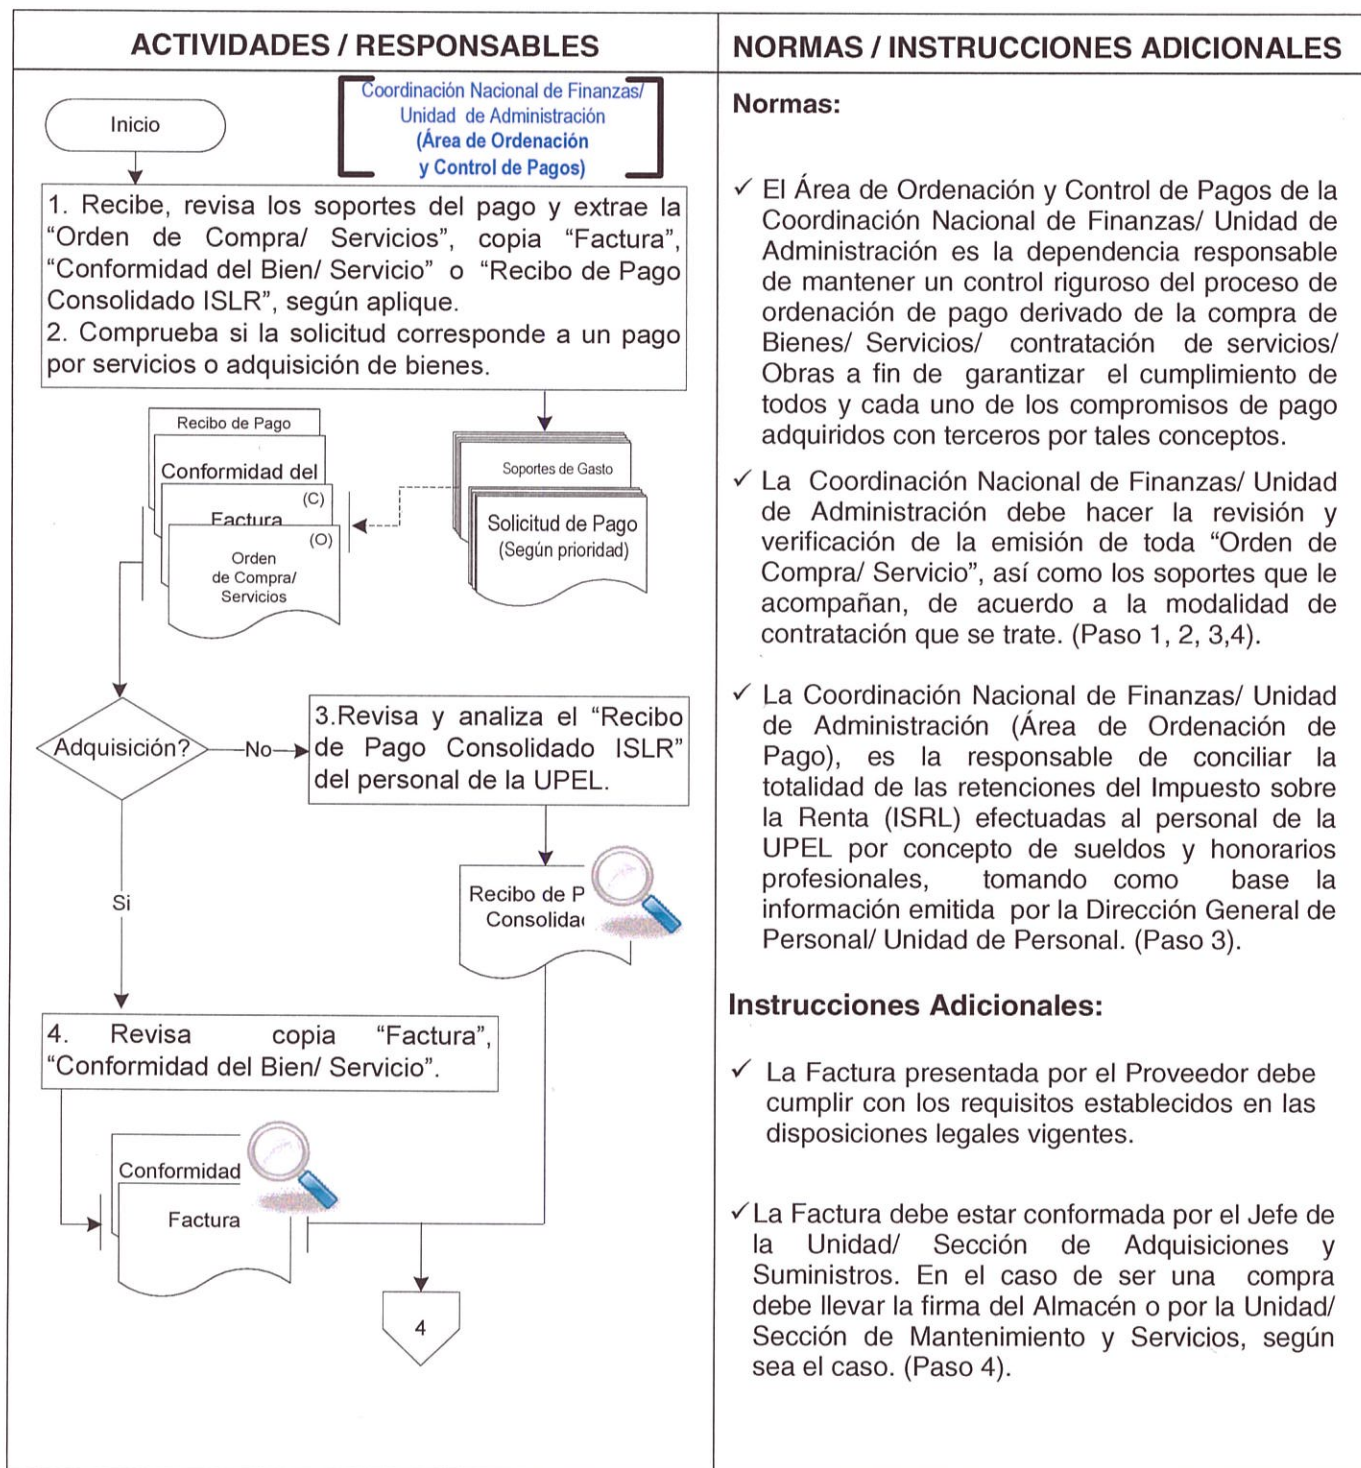 ACTIVIDADES / RESPONSABLES
NORMAS / INSTRUCCIONES ADICIONALES
Coordinación Nacional de Finanzas/
Unidad de Administración
(Área de Ordenación
y Control de Pagos)
Inicio
1. Recibe, revisa los soportes del pago y extrae la
“Orden de Compra/ Servicios”, copia “Factura”,
“Conformidad del Bien/ Servicio” o “Recibo de Pago
Consolidado ISLR”, según aplique.
2. Comprueba si la solicitud corresponde a un pago
por servicios o adquisición de bienes.
Recibo de Pago
Conformidad del
(C)
Factura
(O)
Orden
de Compra/
Servicios
Soportes de Gasto
Solicitud de Pago
(Según prioridad)
Adquisición?
No
3.Revisa y analiza el “Recibo
de Pago Consolidado ISLR”
del personal de la UPEL.
Si
Recibo de P
Consolida
4. Revisa copia “Factura”,
“Conformidad del Bien/ Servicio”.
Conformidad
Factura
4
Normas:
✓ El Área de Ordenación y Control de Pagos de la
Coordinación Nacional de Finanzas/ Unidad de
Administración es la dependencia responsable
de mantener un control riguroso del proceso de
ordenación de pago derivado de la compra de
Bienes/ Servicios/ contratación de servicios/
Obras a fin de garantizar el cumplimiento de
todos y cada uno de los compromisos de pago
adquiridos con terceros por tales conceptos.
✓ La Coordinación Nacional de Finanzas/ Unidad
de Administración debe hacer la revisión y
verificación de la emisión de toda “Orden de
Compra/ Servicio”, así como los soportes que le
acompañan, de acuerdo a la modalidad de
contratación que se trate. (Paso 1, 2, 3,4).
✓ La Coordinación Nacional de Finanzas/ Unidad
de Administración (Área de Ordenación de
Pago), es la responsable de conciliar la
totalidad de las retenciones del Impuesto sobre
la Renta (ISRL) efectuadas al personal de la
UPEL por concepto de sueldos y honorarios
profesionales, tomando como base la
información emitida por la Dirección General de
Personal/ Unidad de Personal. (Paso 3).
Instrucciones Adicionales:
✓ La Factura presentada por el Proveedor debe
cumplir con los requisitos establecidos en las
disposiciones legales vigentes.
✓ La Factura debe estar conformada por el Jefe de
la Unidad/ Sección de Adquisiciones y
Suministros. En el caso de ser una compra
debe llevar la firma del Almacén o por la Unidad/
Sección de Mantenimiento y Servicios, según
sea el caso. (Paso 4).